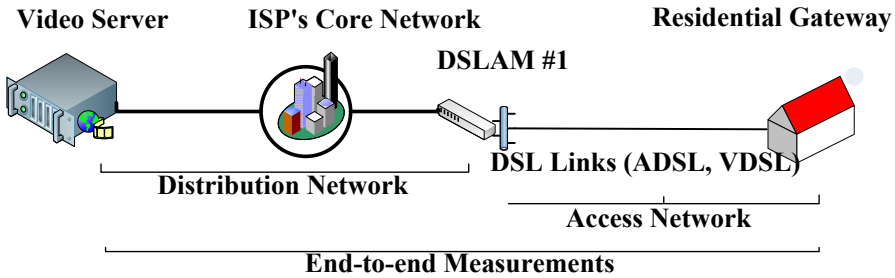 Video Server
ISP's Core Network
Residential Gateway
DSLAM #1
DSL Links (ADSL, VDSL)
Distribution Network
Access Network
End-to-end Measurements